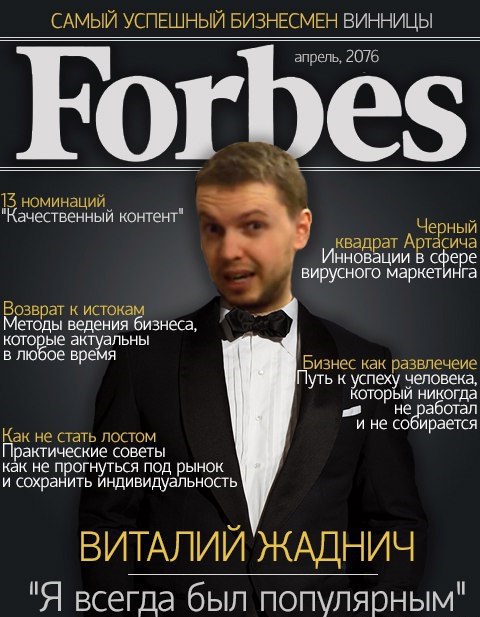 САМЫЙ УСПЕШНЫЙ БИЗНЕСМЕН ВИННИЦЫ
Forbes
апрель, 2076
13 номинаций
"Качественный контент"
Черный
квадрат Артасича
Инновации в сфере
вирусного маркетинга
Возврат к истокам
Методы ведения бизнеса,
которые актуальны
в любое время
Бизнес как развлечеие
Путь к успеху человека,
который никогда
не работал
и не собирается
Как не стать лостом
Практические советы
как не прогнуться под рынок
и сохранить индивидуальность
ВИТАЛИЙ ЖАДНИЧ
"Я всегда был популярным"